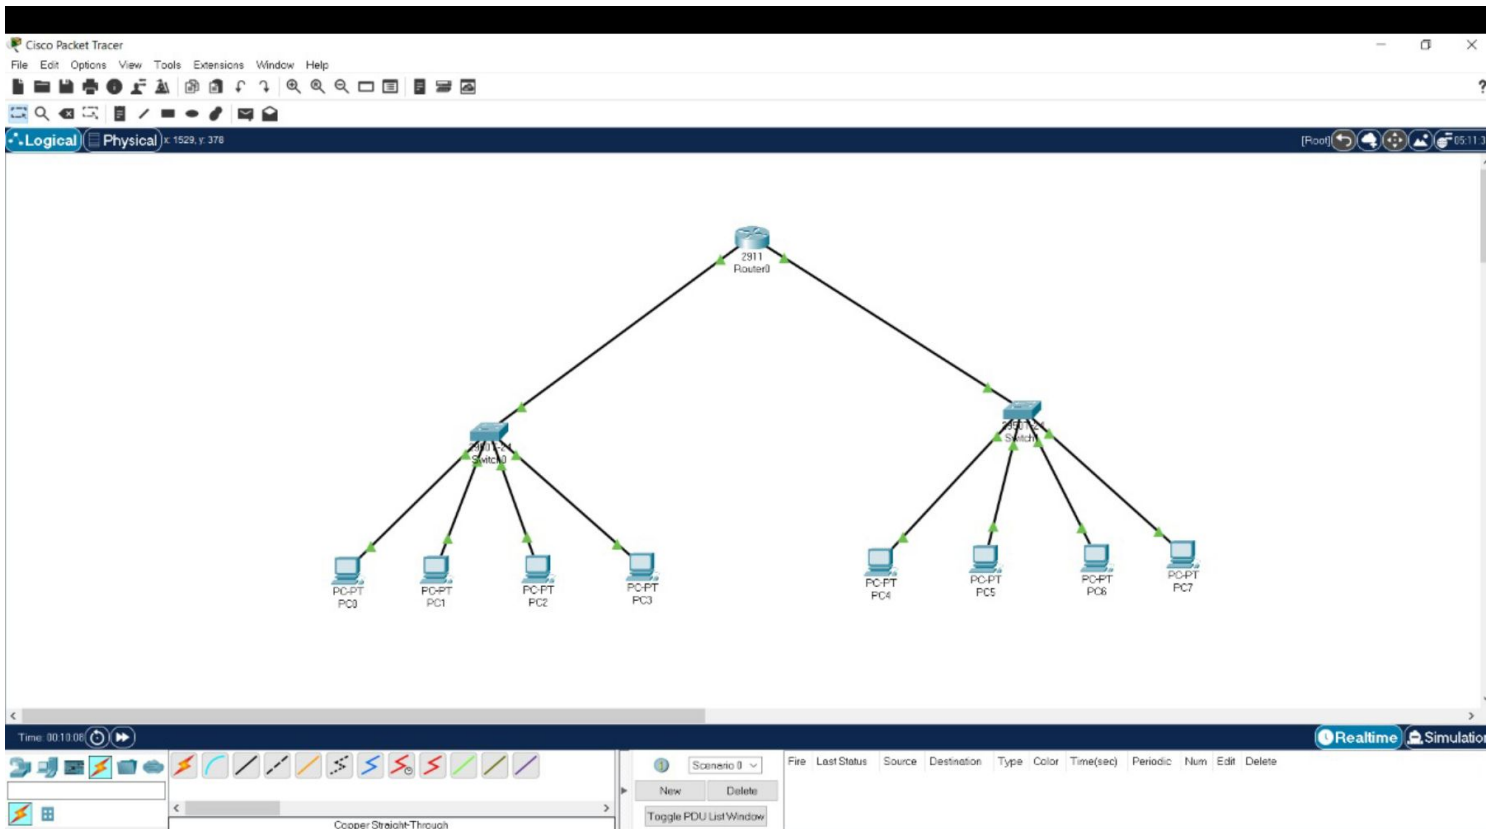 Cisco Packet Tracer
File Edit Options View Tools Extensions Window Help
?
Logical Physical x: 1529, y: 378 [Root] 05:11:3
2911
Router0
Switch0
Switch1
PC-PT
PC0
PC-PT
PC1
PC-PT
PC2
PC-PT
PC3
PC-PT
PC4
PC-PT
PC5
PC-PT
PC6
PC-PT
PC7
Time: 00:10:08 Realtime Simulation
Scenario 0
Fire Last Status Source Destination Type Color Time(sec) Periodic Num Edit Delete
New Delete
Toggle PDU List Window
Copper Straight-Through